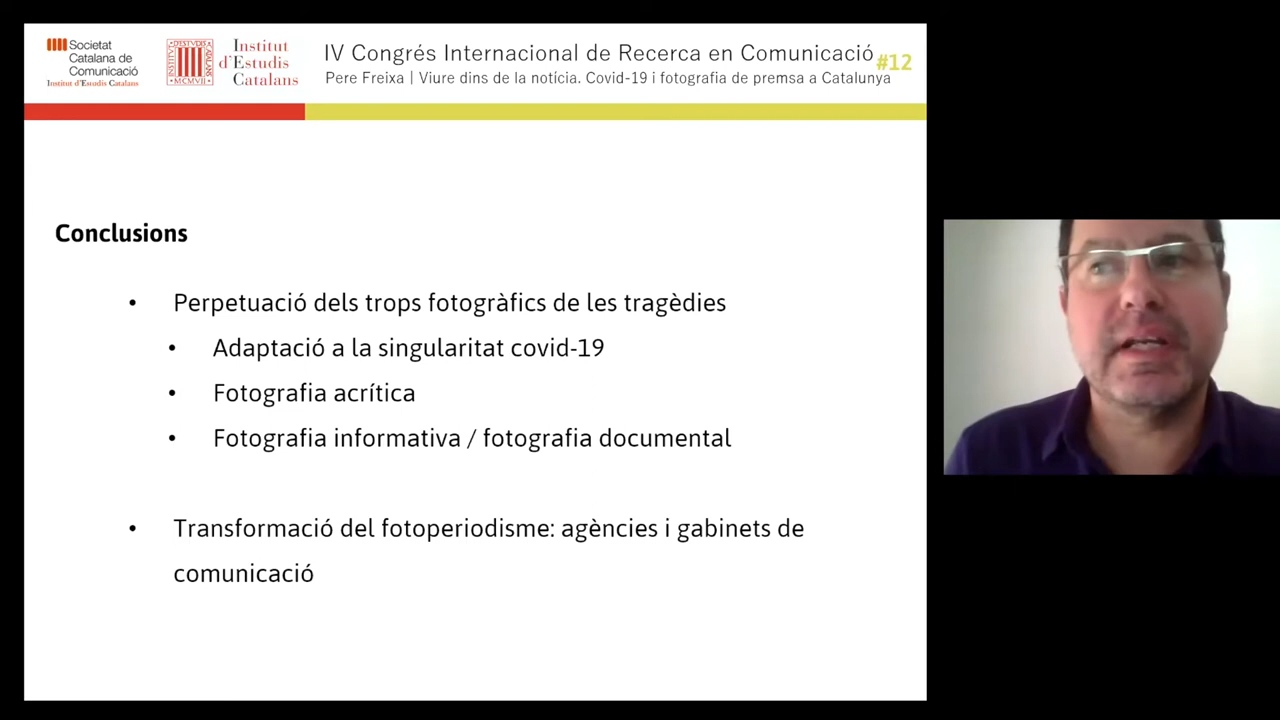 Societat
Catalana de
Comunicació
Institut d'Estudis Catalans
Institut
d'Estudis
Catalans
IV Congrés Internacional de Recerca en Comunicació
#12
Pere Freixa | Viure dins de la notícia. Covid-19 i fotografia de premsa a Catalunya
Conclusions
• Perpetuació dels trops fotogràfics de les tragèdies
• Adaptació a la singularitat covid-19
• Fotografia acrítica
• Fotografia informativa / fotografia documental
• Transformació del fotoperiodisme: agències i gabinets de
comunicació